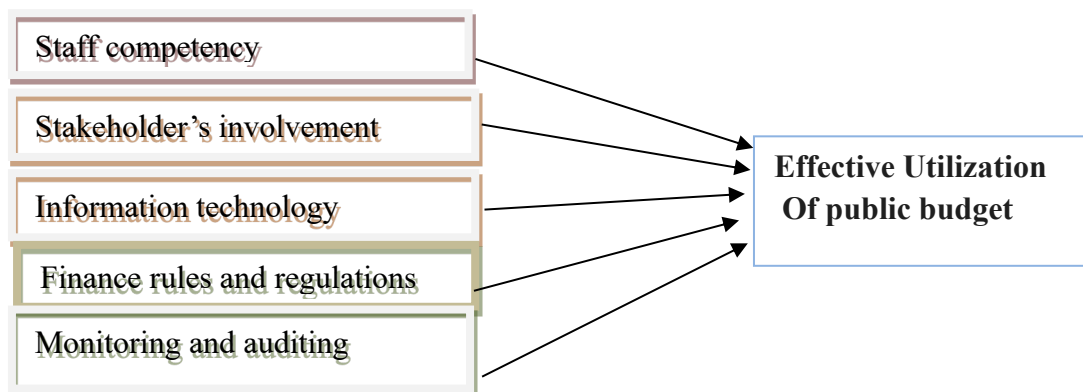 Staff competency
Stakeholder’s involvement
Information technology
Finance rules and regulations
Monitoring and auditing
Effective Utilization
Of public budget